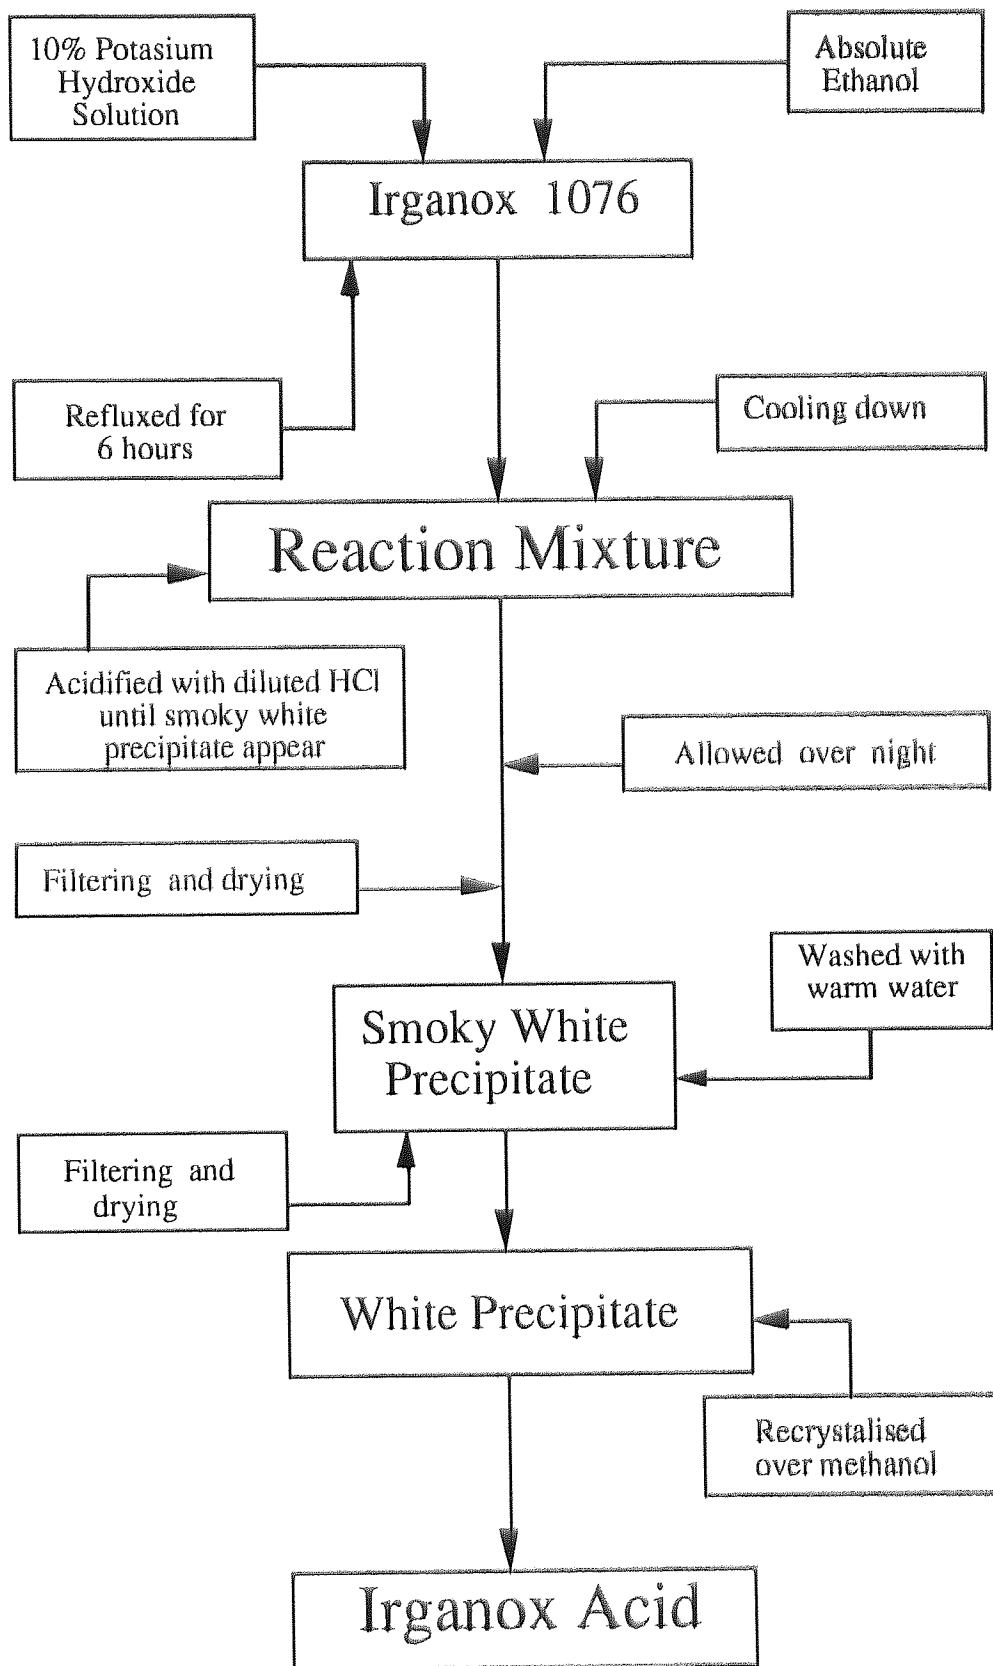 10% Potasium
Hydroxide
Solution
Absolute
Ethanol
Irganox 1076
Refluxed for
6 hours
Cooling down
Reaction Mixture
Acidified with diluted HCl
until smoky white
precipitate appear
Allowed over night
Filtering and drying
Washed with
warm water
Smoky White
Precipitate
Filtering and
drying
White Precipitate
Recrystalised
over methanol
Irganox Acid